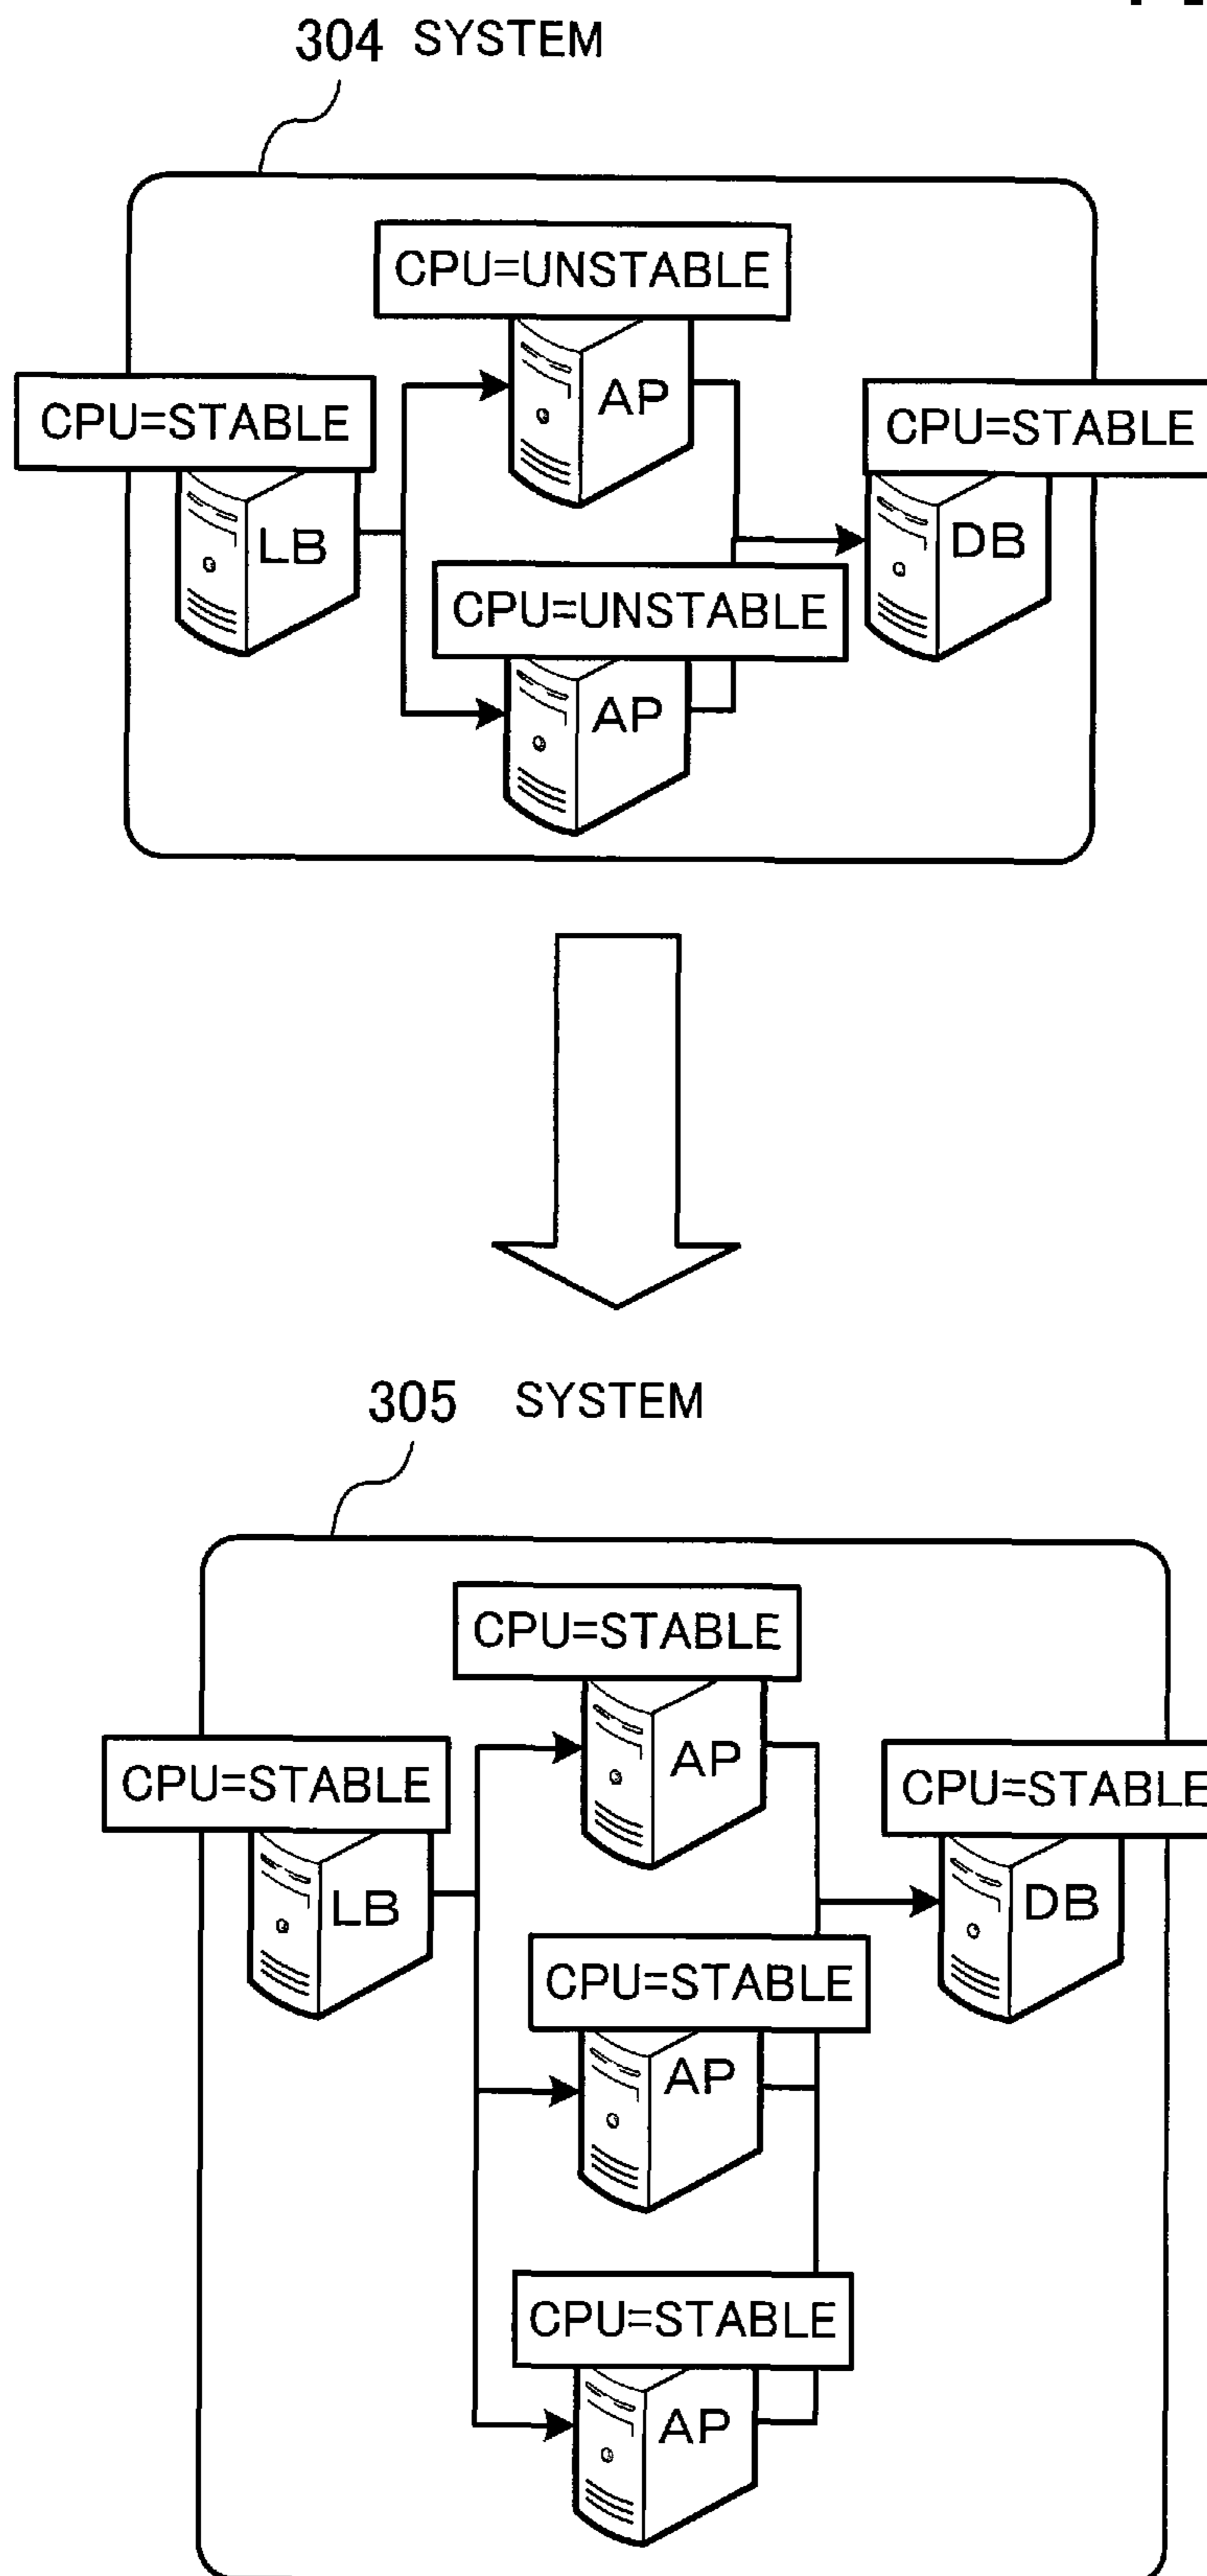 304 SYSTEM
CPU=UNSTABLE
CPU=STABLE
AP
CPU=STABLE
LB
DB
CPU=UNSTABLE
AP
305 SYSTEM
CPU=STABLE
CPU=STABLE
AP
CPU=STABLE
LB
DB
CPU=STABLE
AP
CPU=STABLE
AP